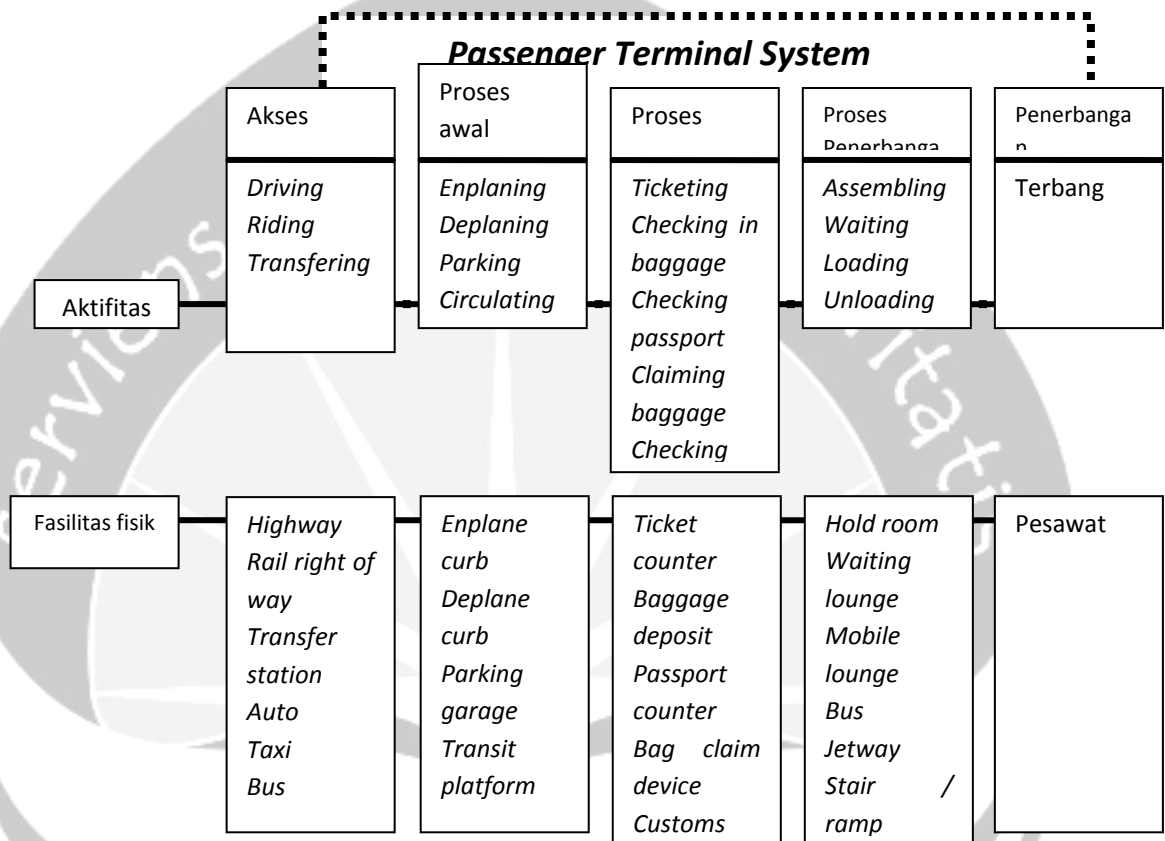 Passenger Terminal System
Akses
Proses
awal
Proses
Proses
Penerbanga
Penerbanga
n
Aktifitas
Driving
Riding
Transfering
Enplaning
Deplaning
Parking
Circulating
Ticketing
Checking in
baggage
Checking
passport
Claiming
baggage
Checking
Assembling
Waiting
Loading
Unloading
Terbang
Fasilitas fisik
Highway
Rail right of
way
Transfer
station
Auto
Taxi
Bus
Enplane
curb
Deplane
curb
Parking
garage
Transit
platform
Ticket
counter
Baggage
deposit
Passport
counter
Bag claim
device
Customs
Hold room
Waiting
lounge
Mobile
lounge
Bus
Jetway
Stair /
ramp
Pesawat